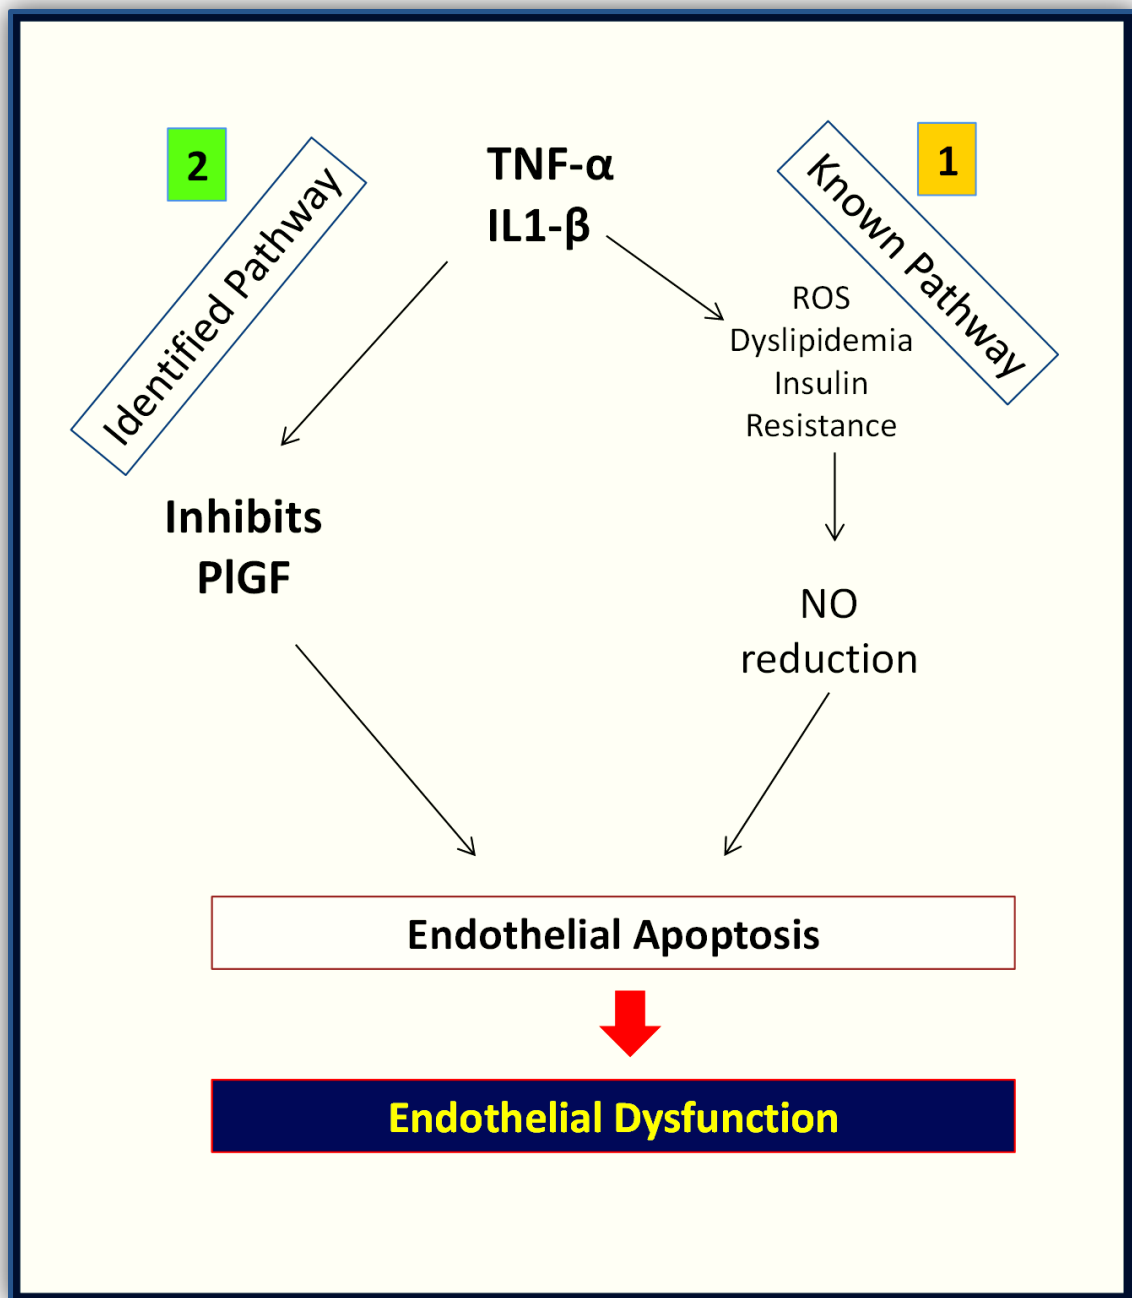 2
Identified Pathway
TNF-α
IL1-β
1
Known Pathway
ROS
Dyslipidemia
Insulin
Resistance
Inhibits
PlGF
NO
reduction
Endothelial Apoptosis
Endothelial Dysfunction